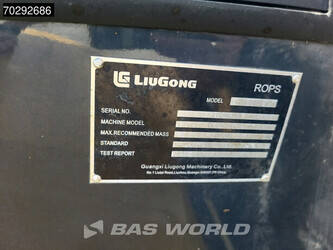 70292686
LG LIUGONG
ROPS
MODEL
SERIAL NO.
MACHINE MODEL
MAX. RECOMMENDED MASS
STANDARD
TEST REPORT
Guangxi Liugong Machinery Co., Ltd.
BAS WORLD